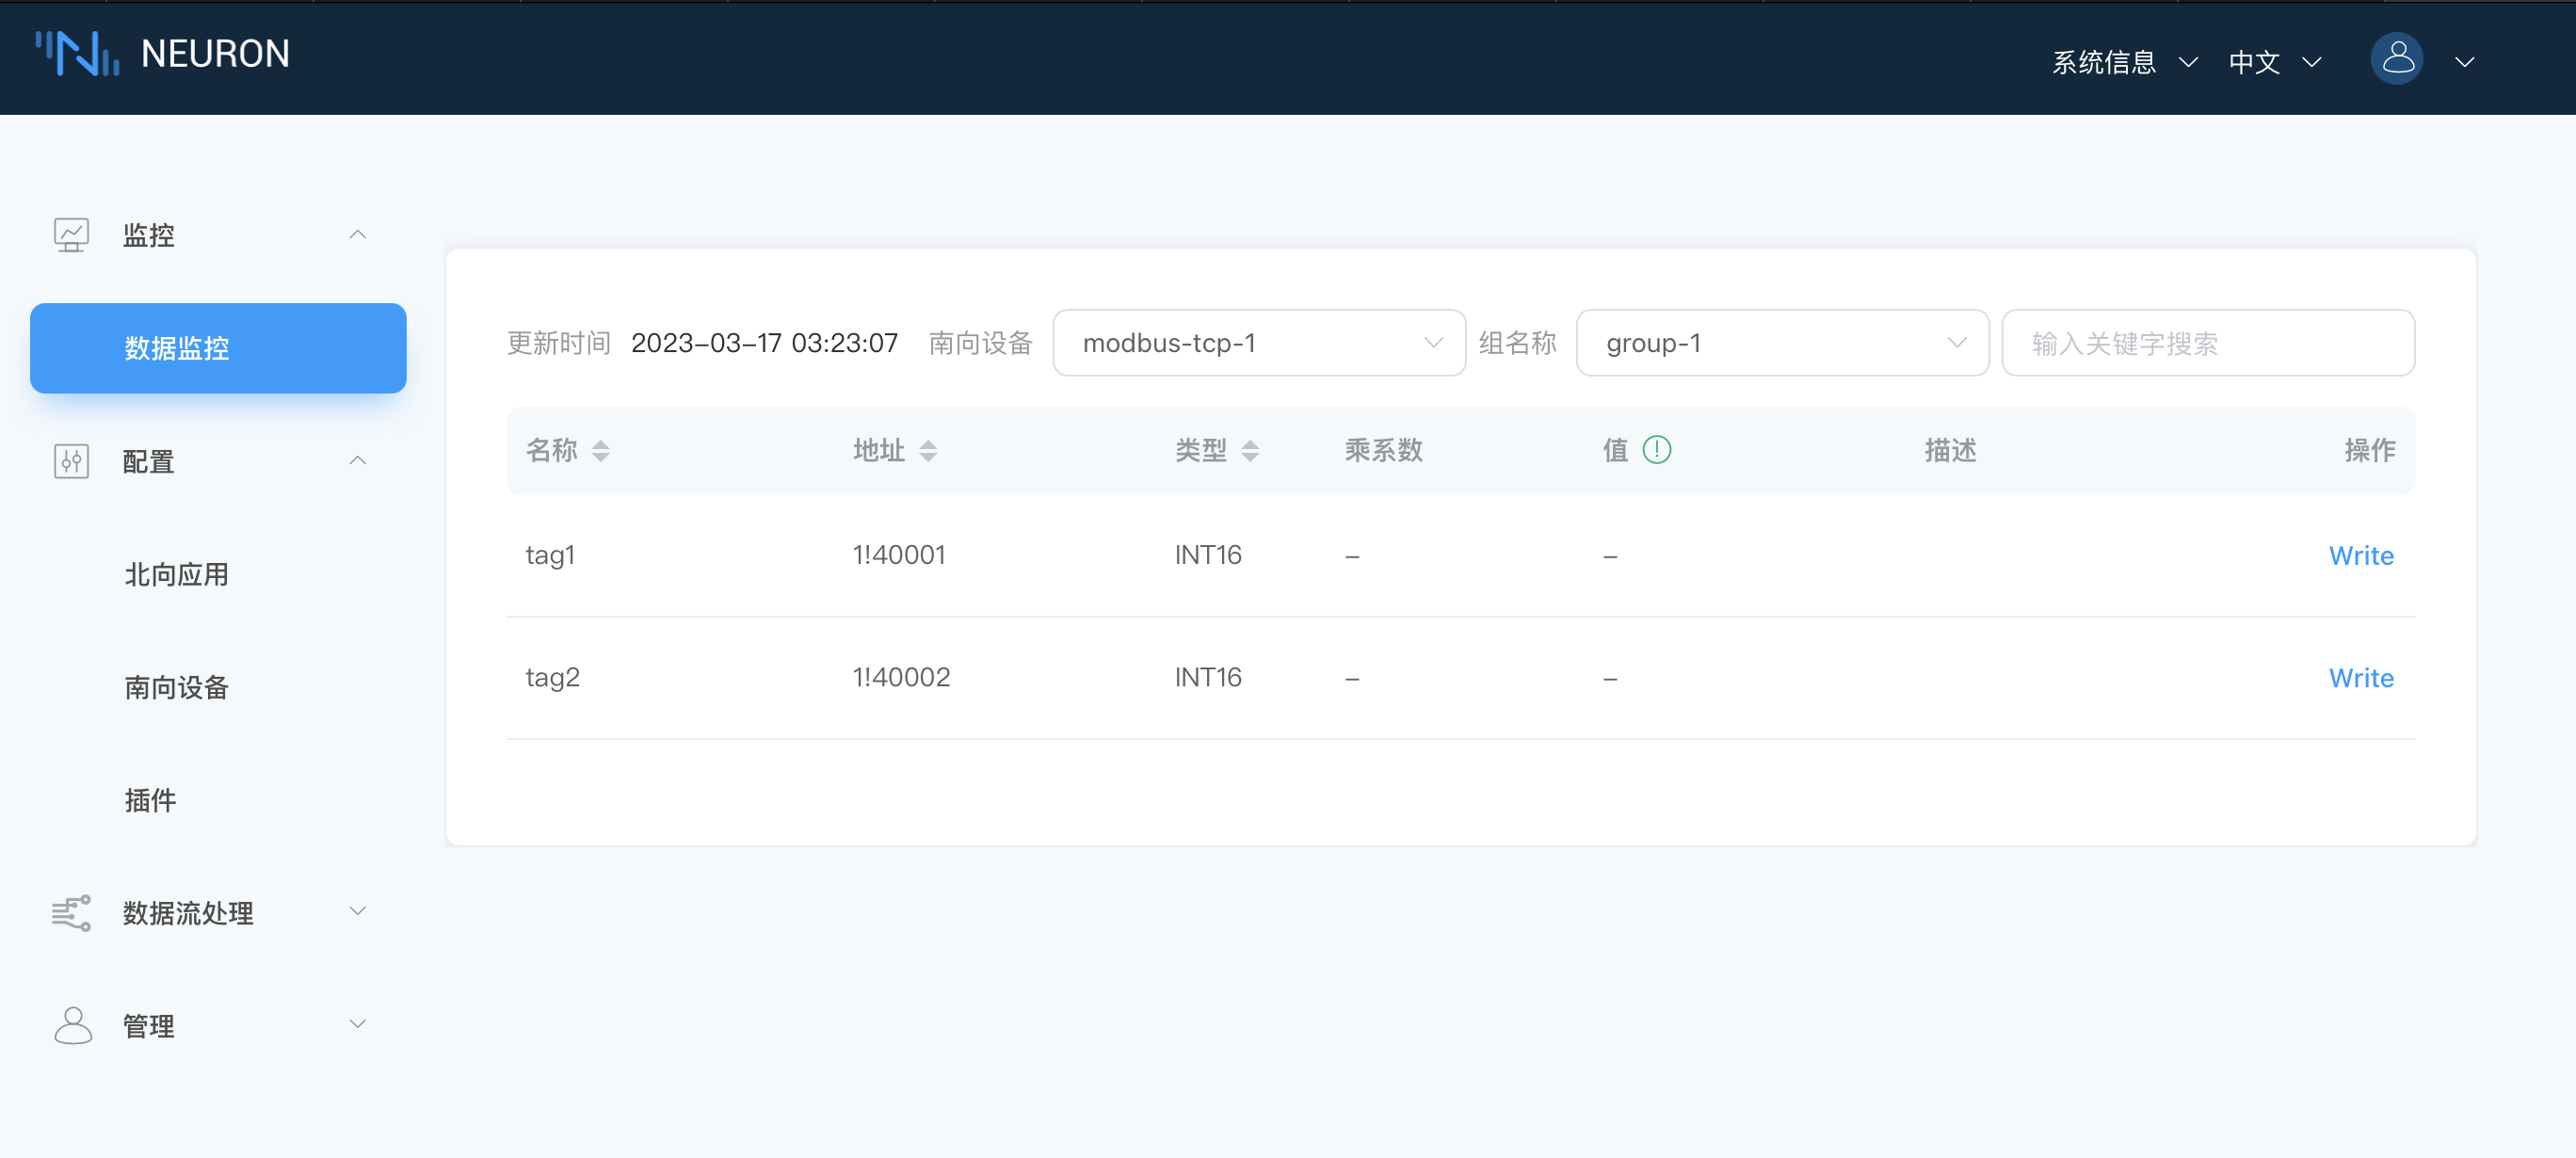 NEURON
系统信息 中文
监控
数据监控
配置
北向应用
南向设备
插件
数据流处理
管理
更新时间 2023-03-17 03:23:07 南向设备 modbus-tcp-1 组名称 group-1 输入关键字搜索
名称 地址 类型 乘系数 值 描述 操作
tag1 1!40001 INT16 – – Write
tag2 1!40002 INT16 – – Write